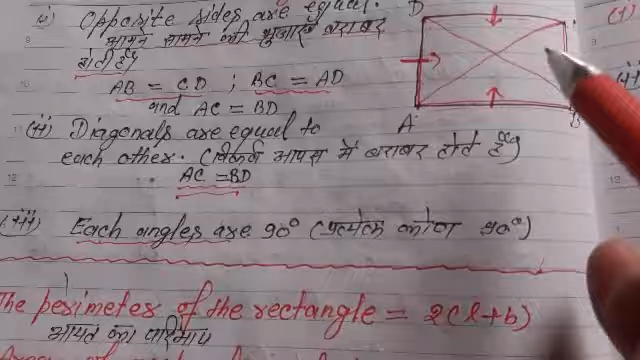 (i) Opposite sides are equal.
सामने सामने की भुजाएँ बराबर
होती हैं
AB = CD ; BC = AD
and AC = BD
D
A
B
(ii) Diagonals are equal to
each other. (विकर्ण आपस में बराबर होते हैं)
AC = BD
(iii) Each angles are 90° (प्रत्येक कोण 90°)
The perimeter of the rectangle = 2(l+b)
आयत का परिमाप